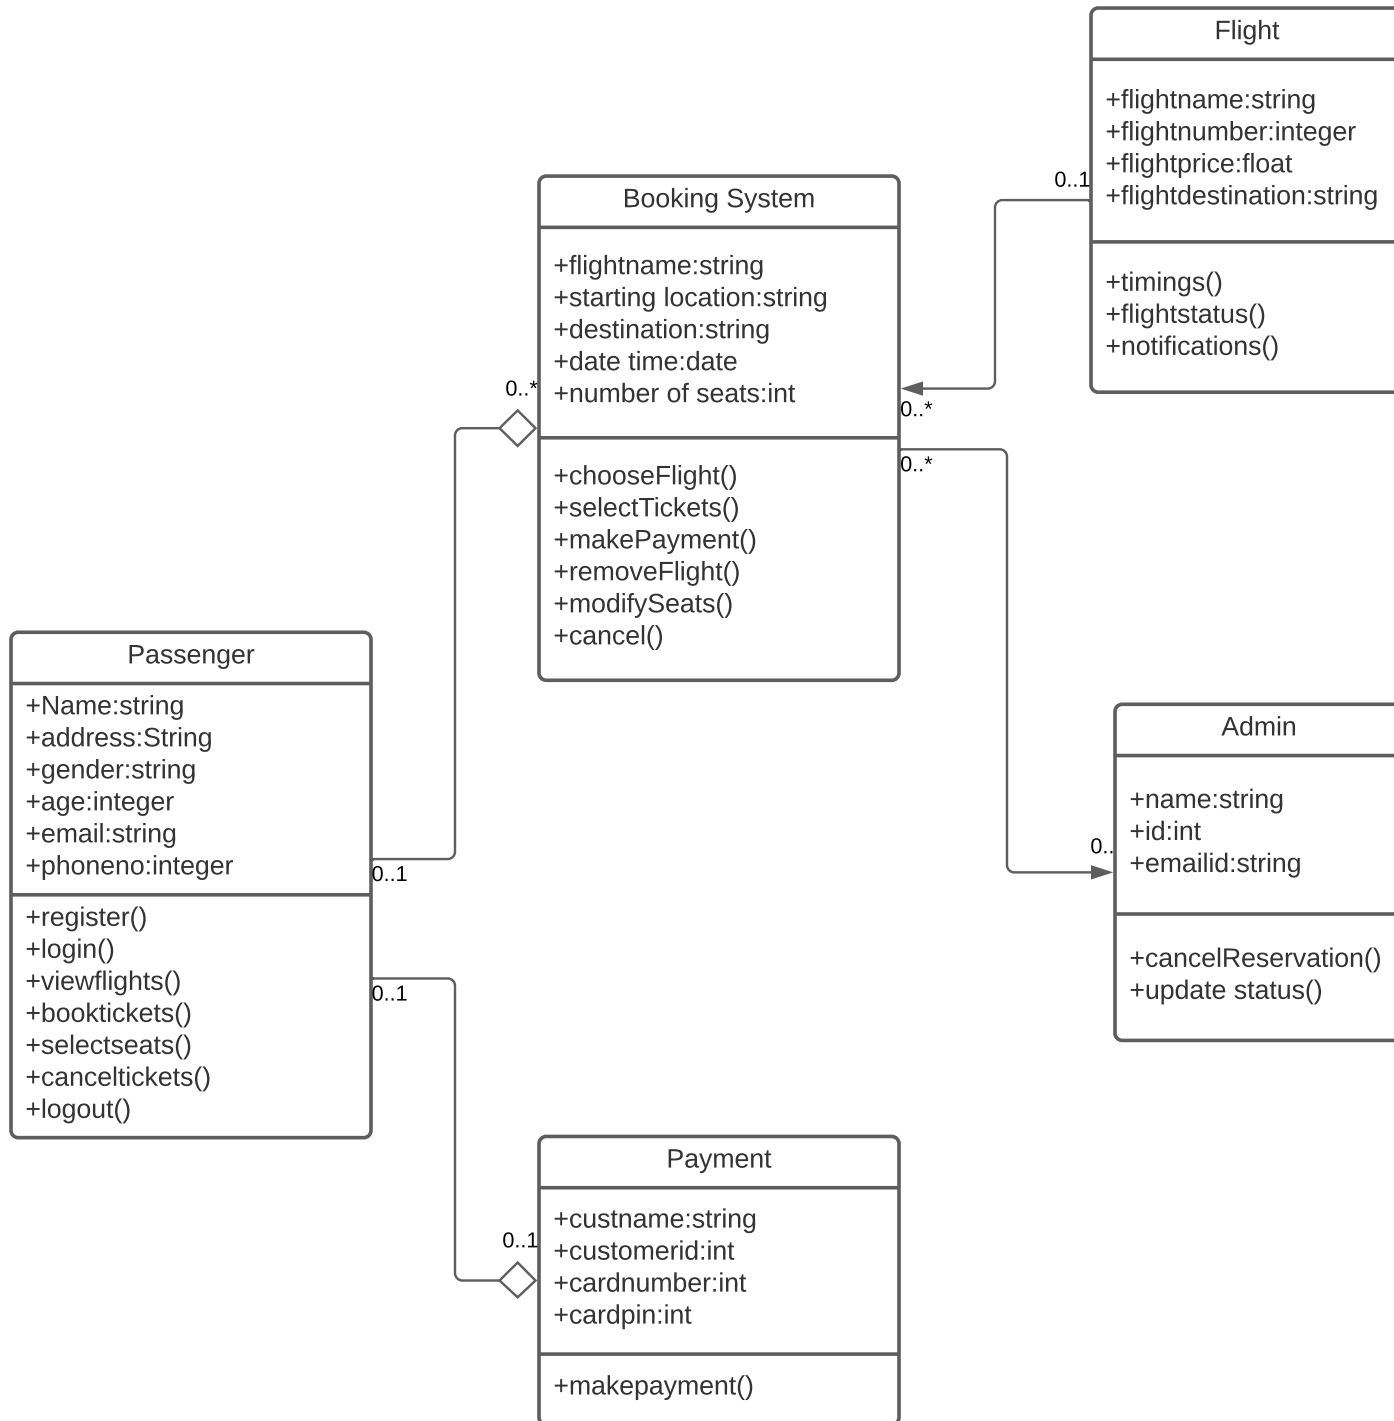 Flight
+flightname:string
+flightnumber:integer
+flightprice:float
+flightdestination:string
+timings()
+flightstatus()
+notifications()
0..1
Booking System
+flightname:string
+starting location:string
+destination:string
+date time:date
+number of seats:int
+chooseFlight()
+selectTickets()
+makePayment()
+removeFlight()
+modifySeats()
+cancel()
0..*
0..*
0..*
Passenger
+Name:string
+address:String
+gender:string
+age:integer
+email:string
+phoneno:integer
+register()
+login()
+viewflights()
+booktickets()
+selectseats()
+canceltickets()
+logout()
0..1
0..1
Admin
+name:string
+id:int
+emailid:string
+cancelReservation()
+update status()
0..
Payment
+custname:string
+customerid:int
+cardnumber:int
+cardpin:int
+makepayment()
0..1